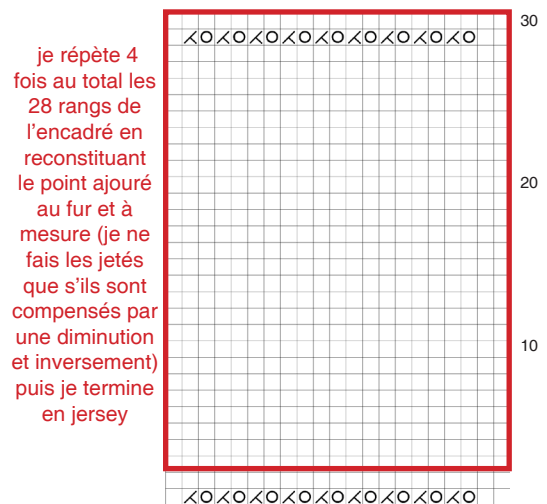 je répète 4
fois au total les
28 rangs de
l’encadré en
reconstituant
le point ajouré
au fur et à
mesure (je ne
fais les jetés
que s’ils sont
compensés par
une diminution
et inversement)
puis je termine
en jersey
30
20
10